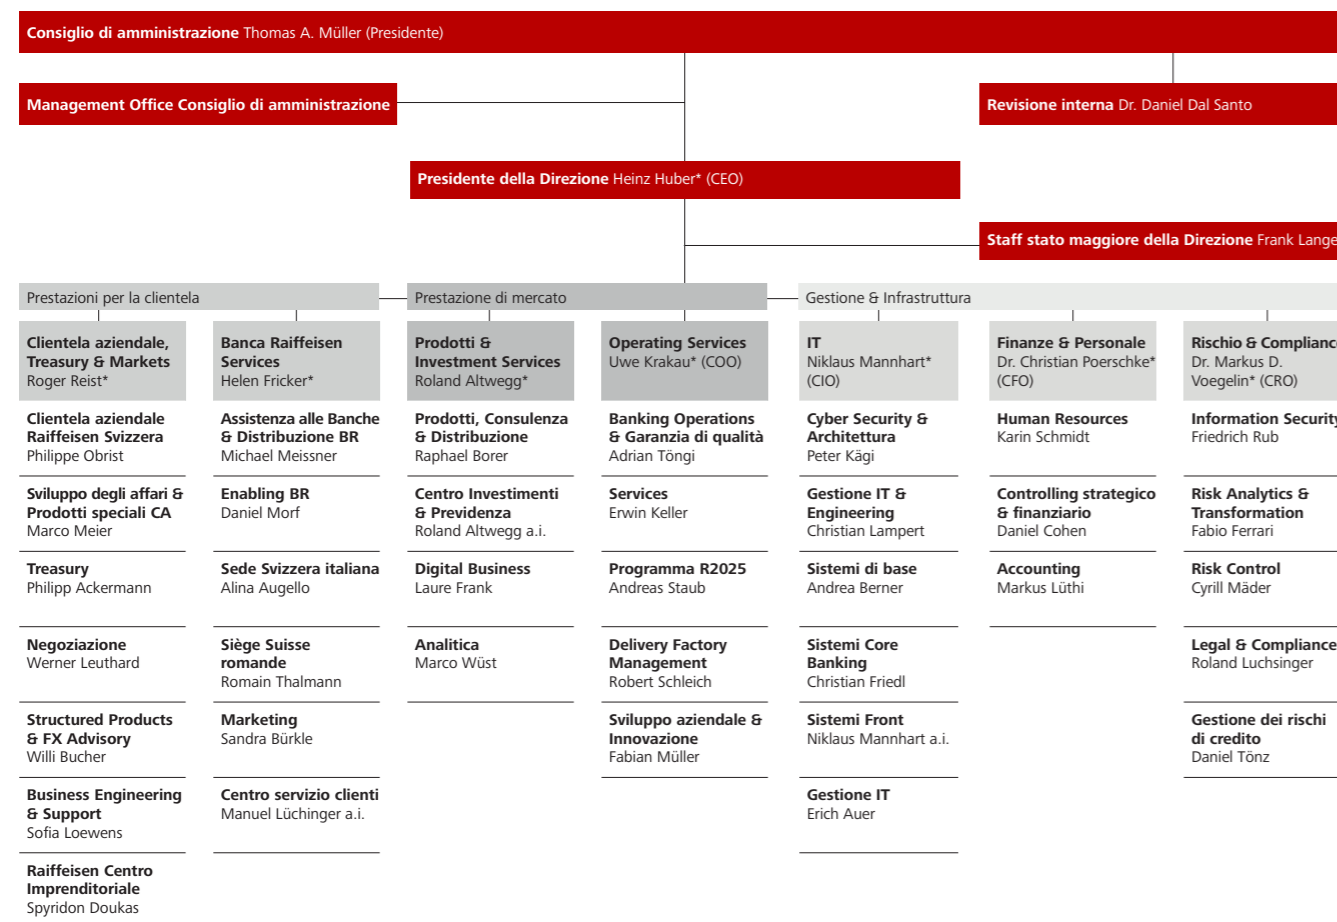 Consiglio di amministrazione Thomas A. Müller (Presidente)
Management Office Consiglio di amministrazione
Revisione interna Dr. Daniel Dal Santo
Presidente della Direzione Heinz Huber* (CEO)
Staff stato maggiore della Direzione Frank Lange
Prestazioni per la clientela
Prestazione di mercato
Gestione & Infrastruttura
Clientela aziendale,
Treasury & Markets
Roger Reist*
Clientela aziendale
Raiffeisen Svizzera
Philippe Obrist
Sviluppo degli affari &
Prodotti speciali CA
Marco Meier
Treasury
Philipp Ackermann
Negoziazione
Werner Leuthard
Structured Products
& FX Advisory
Willi Bucher
Business Engineering
& Support
Sofia Loewens
Raiffeisen Centro
Imprenditoriale
Spyridon Doukas
Banca Raiffeisen
Services
Helen Fricker*
Assistenza alle Banche
& Distribuzione BR
Michael Meissner
Enabling BR
Daniel Morf
Sede Svizzera italiana
Alina Augello
Siège Suisse
romande
Romain Thalmann
Marketing
Sandra Bürkle
Centro servizio clienti
Manuel Lüchinger a.i.
Prodotti &
Investment Services
Roland Altwegg*
Prodotti, Consulenza
& Distribuzione
Raphael Borer
Centro Investimenti
& Previdenza
Roland Altwegg a.i.
Digital Business
Laure Frank
Analitica
Marco Wüst
Operating Services
Uwe Krakau* (COO)
Banking Operations
& Garanzia di qualità
Adrian Töngi
Services
Erwin Keller
Programma R2025
Andreas Staub
Delivery Factory
Management
Robert Schleich
Sviluppo aziendale &
Innovazione
Fabian Müller
IT
Niklaus Mannhart*
(CIO)
Cyber Security &
Architettura
Peter Kägi
Gestione IT &
Engineering
Christian Lampert
Sistemi di base
Andrea Berner
Sistemi Core
Banking
Christian Friedl
Sistemi Front
Niklaus Mannhart a.i.
Gestione IT
Erich Auer
Finanze & Personale
Dr. Christian Poerschke*
(CFO)
Human Resources
Karin Schmidt
Controlling strategico
& finanziario
Daniel Cohen
Accounting
Markus Lüthi
Rischio & Compliance
Dr. Markus D.
Voegelin* (CRO)
Information Security
Friedrich Rub
Risk Analytics &
Transformation
Fabio Ferrari
Risk Control
Cyrill Mäder
Legal & Compliance
Roland Luchsinger
Gestione dei rischi
di credito
Daniel Tönz